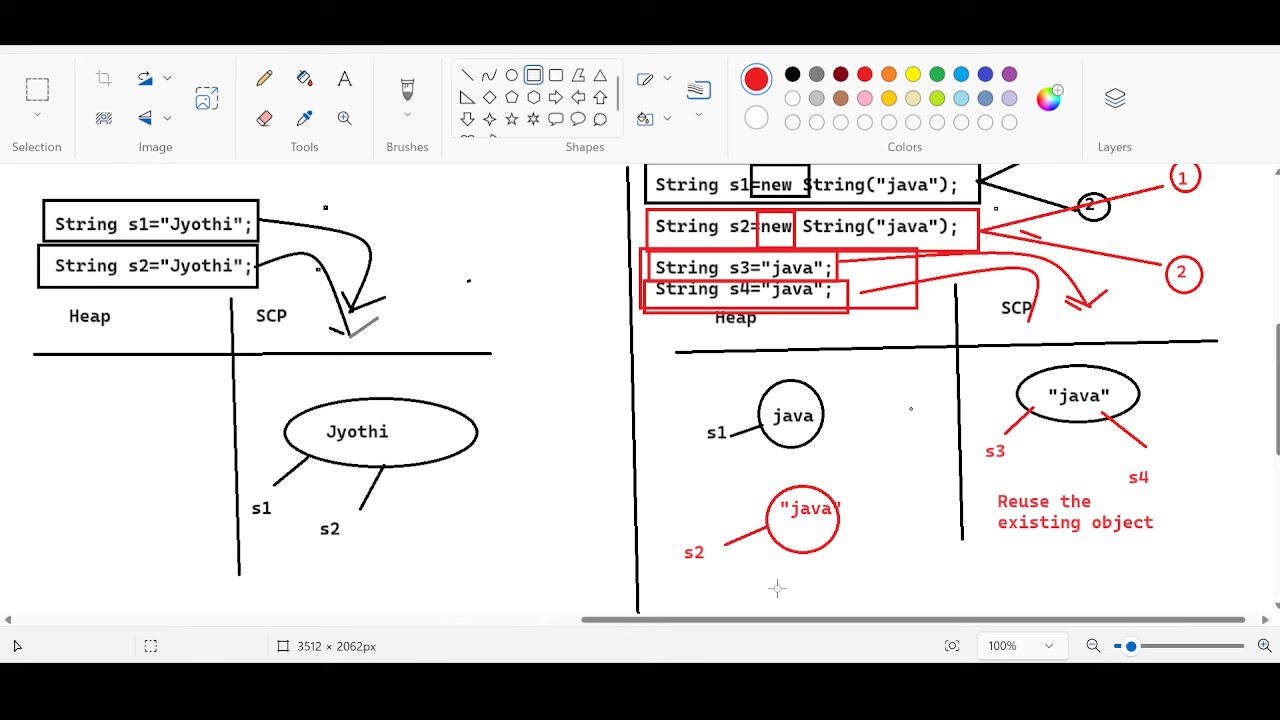 Selection
Image
Tools
Brushes
Shapes
Colors
Layers
A
String s1="Jyothi";
String s2="Jyothi";
Heap
SCP
Jyothi
s1
s2
String s1=new String("java");
2
1
String s2=new String("java");
2
String s3="java";
String s4="java";
Heap
SCP
java
s1
"java"
s2
"java"
s3
s4
Reuse the
existing object
3512 × 2062px
100%